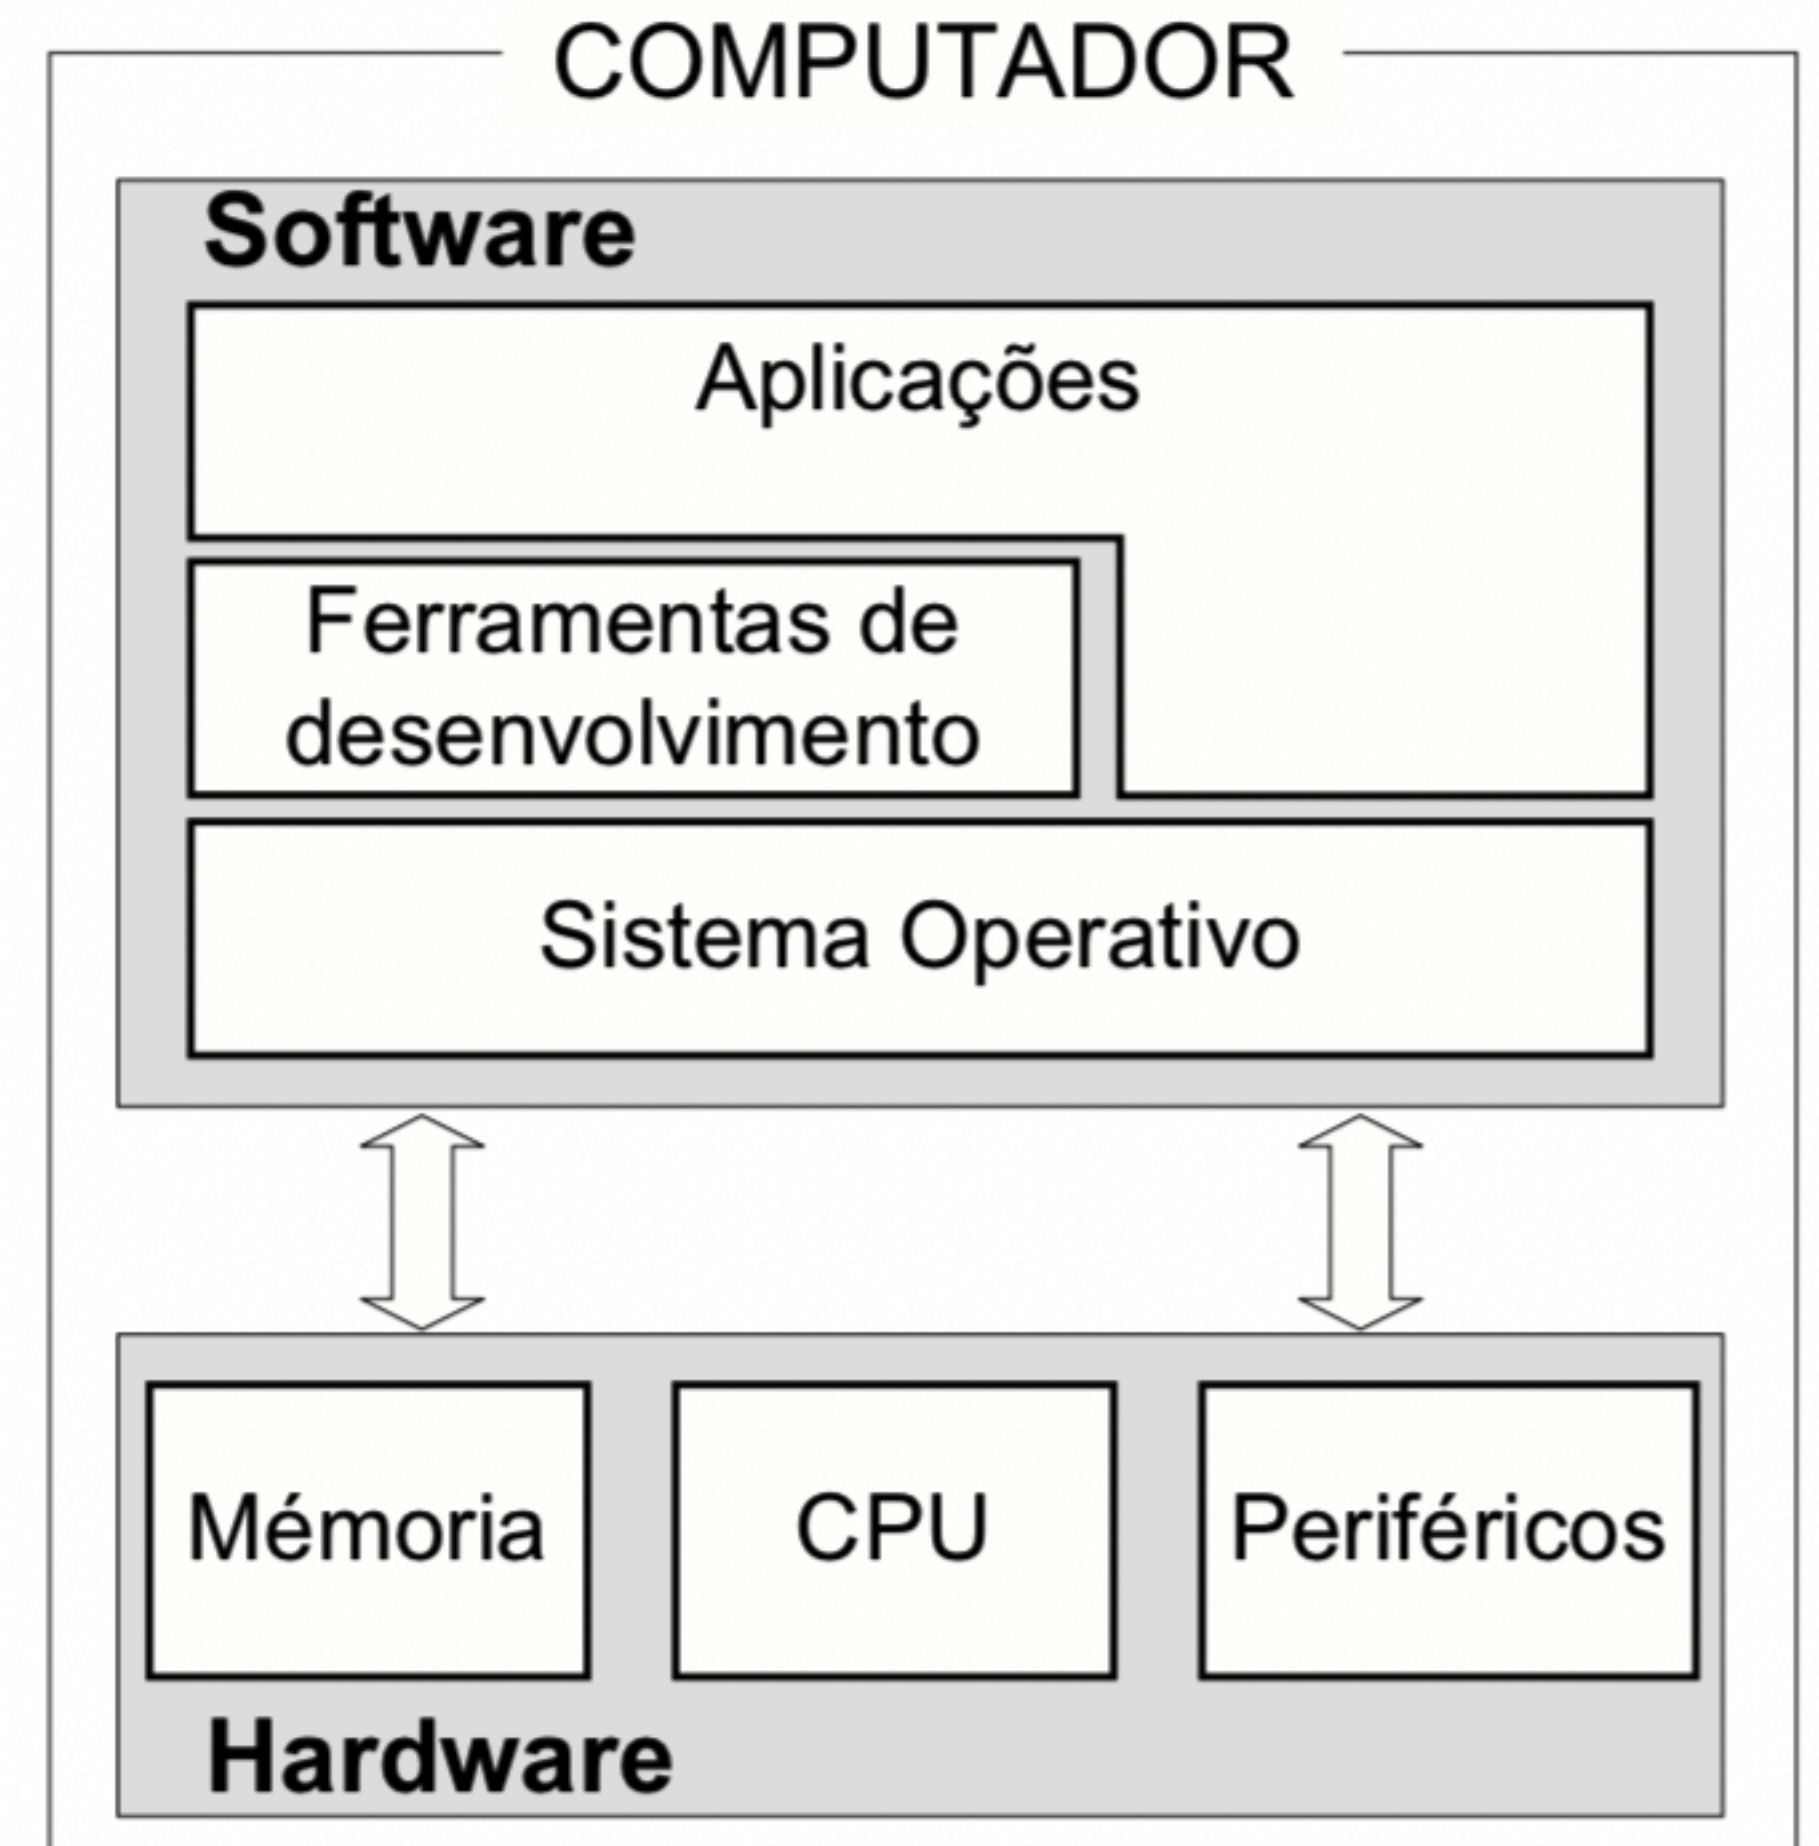 COMPUTADOR
Software
Aplicações
Ferramentas de
desenvolvimento
Sistema Operativo
Mémoria
CPU
Periféricos
Hardware